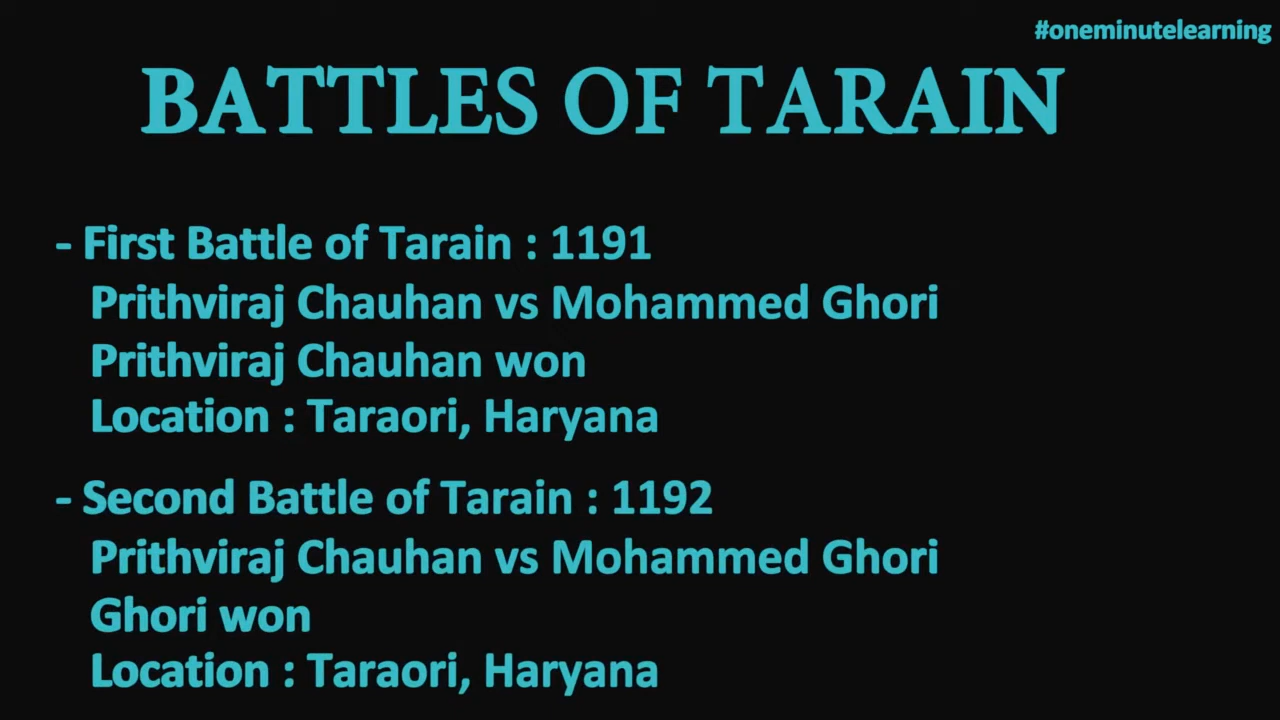 #oneminutelearning
BATTLES OF TARAIN
- First Battle of Tarain : 1191
Prithviraj Chauhan vs Mohammed Ghori
Prithviraj Chauhan won
Location : Taraori, Haryana
- Second Battle of Tarain : 1192
Prithviraj Chauhan vs Mohammed Ghori
Ghori won
Location : Taraori, Haryana